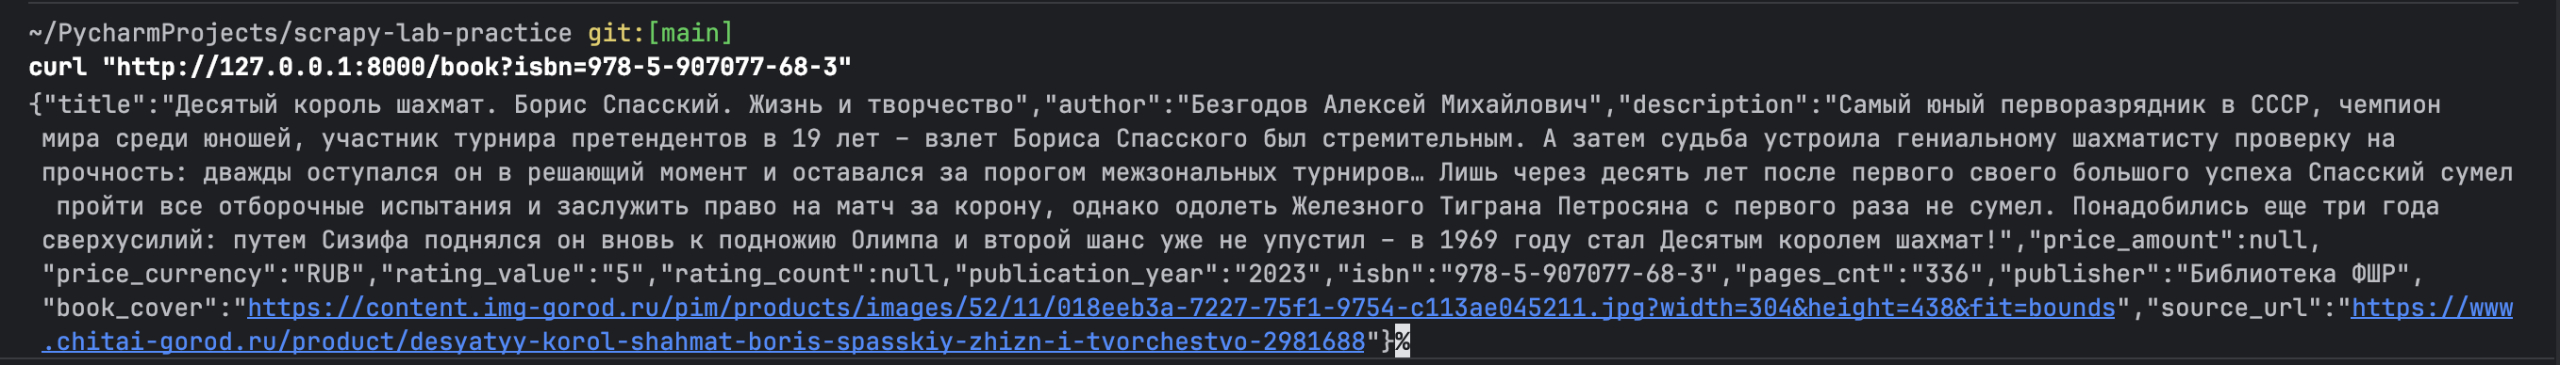 ~/PycharmProjects/scrapy-lab-practice git:[main]
curl "http://127.0.0.1:8000/book?isbn=978-5-907077-68-3"
{"title":"Десятый король шахмат. Борис Спасский. Жизнь и творчество","author":"Безгодов Алексей Михайлович","description":"Самый юный перворазрядник в СССР, чемпион
мира среди юношей, участник турнира претендентов в 19 лет – взлет Бориса Спасского был стремительным. А затем судьба устроила гениальному шахматисту проверку на
прочность: дважды оступался он в решающий момент и оставался за порогом межзональных турниров… Лишь через десять лет после первого своего большого успеха Спасский сумел
пройти все отборочные испытания и заслужить право на матч за корону, однако одолеть Железного Тиграна Петросяна с первого раза не сумел. Понадобились еще три года
сверхусилий: путем Сизифа поднялся он вновь к подножию Олимпа и второй шанс уже не упустил – в 1969 году стал Десятым королем шахмат!","price_amount":null,
"price_currency":"RUB","rating_value":"5","rating_count":null,"publication_year":"2023","isbn":"978-5-907077-68-3","pages_cnt":"336","publisher":"Библиотека ФШР",
"book_cover":"https://content.img-gorod.ru/pim/products/images/52/11/018eeb3a-7227-75f1-9754-c113ae045211.jpg?width=304&height=438&fit=bounds","source_url":"https://www
.chitai-gorod.ru/product/desyatyy-korol-shahmat-boris-spasskiy-zhizn-i-tvorchestvo-2981688"}%